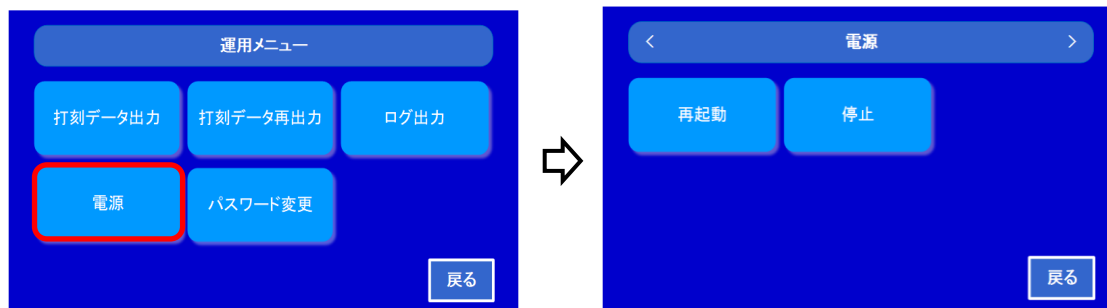 運用メニュー
打刻データ出力
打刻データ再出力
ログ出力
電源
パスワード変更
戻る
< 電源 >
再起動
停止
戻る